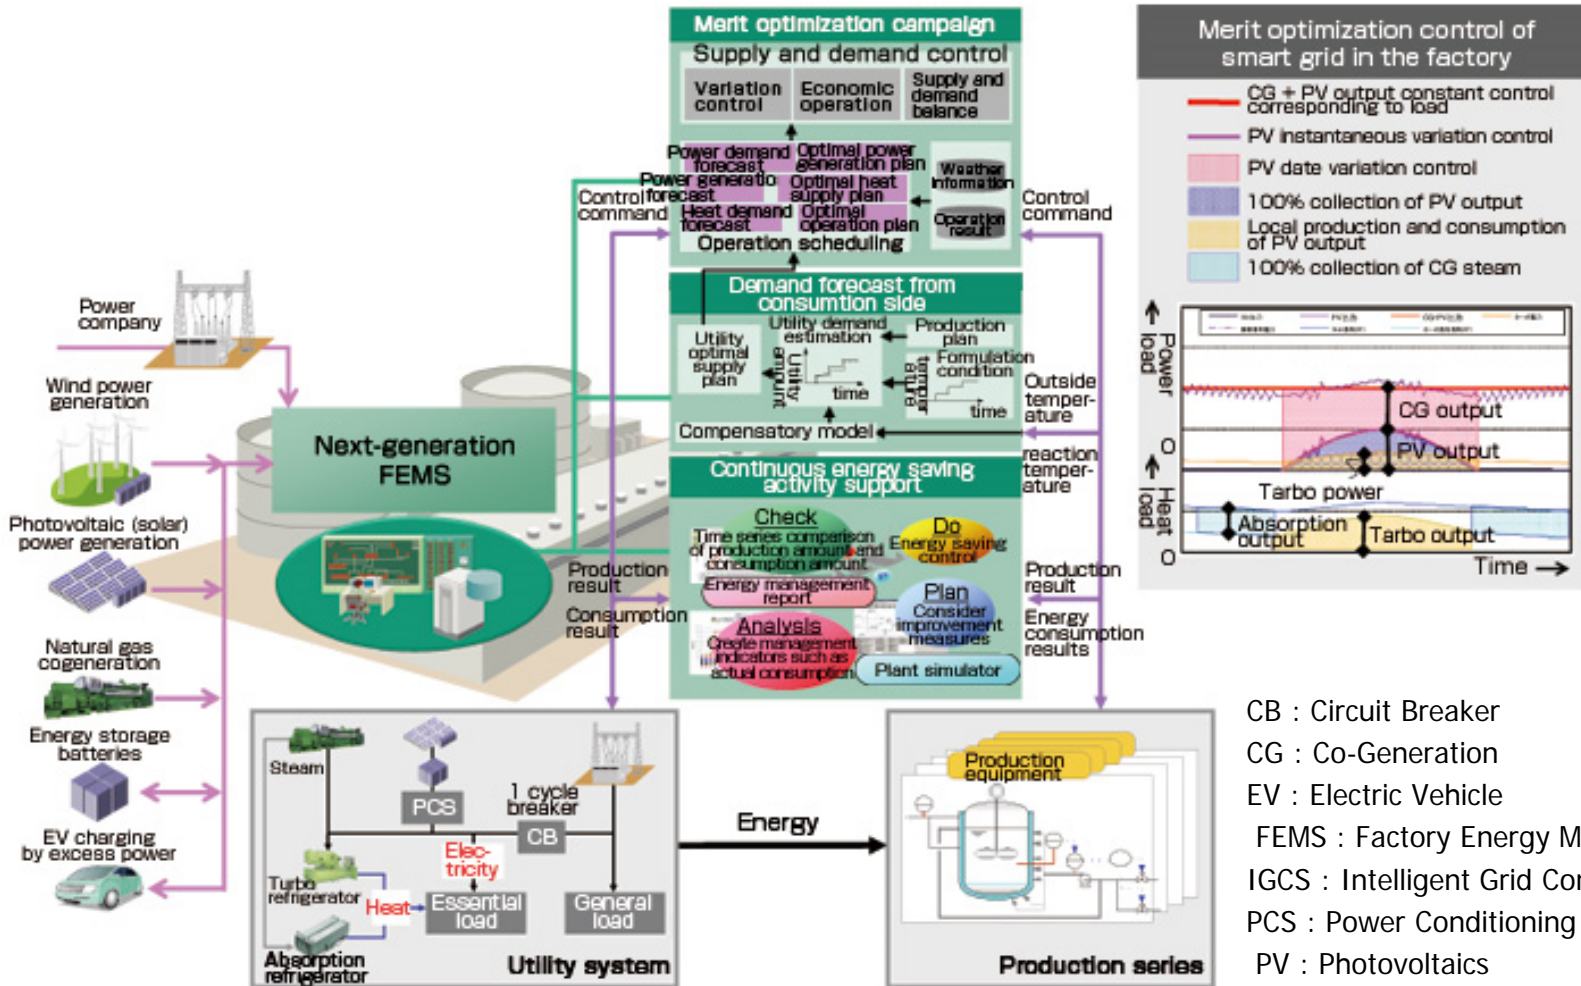 Merit optimization campaign
Supply and demand control
Variation
control
Economic
operation
Supply and
demand
balance
Power demand
forecast
Optimal power
generation plan
Power generatio
forecast
Optimal heat
supply plan
Heat demand
forecast
Optimal
operation plan
Operation scheduling
Weather
information
Operation
result
Control
command
Control
command
Demand forecast from
consumtion side
Utility
optimal
supply
plan
Utility demand
estimation
Utility
amount
time
Production
plan
Formulation
condition
temper
ature
time
Compensatory model
Outside
temper-
ature
reaction
temper-
ature
Continuous energy saving
activity support
Check
Time series comparison
of production amount and
consumption amount
Do
Energy saving
control
Energy management
report
Plan
Consider
improvement
measures
Analysis
Create management
indicators such as
actual consumption
Plant simulator
Production
result
Consumption
result
Production
result
Energy
consumption
results
Power
company
Wind power
generation
Photovoltaic (solar)
power generation
Natural gas
cogeneration
Energy storage
batteries
EV charging
by excess power
Next-generation
FEMS
Steam
PCS
1 cycle
breaker
CB
Elec-
tricity
Turbo
refrigerator
Heat
Essential
load
General
load
Absorption
refrigerator
Utility system
Energy
Production
equipment
Production series
Merit optimization control of
smart grid in the factory
CG + PV output constant control
corresponding to load
PV instantaneous variation control
PV date variation control
100% collection of PV output
Local production and consumption
of PV output
100% collection of CG steam
Power
load
0
CG output
PV output
Tarbo power
Heat
load
0
Absorption
output
Tarbo output
Time
CB : Circuit Breaker
CG : Co-Generation
EV : Electric Vehicle
FEMS : Factory Energy M
IGCS : Intelligent Grid Con
PCS : Power Conditioning
PV : Photovoltaics